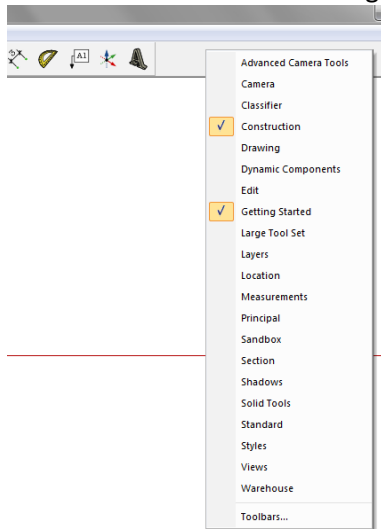 g
A1
Advanced Camera Tools
Camera
Classifier
Construction
Drawing
Dynamic Components
Edit
Getting Started
Large Tool Set
Layers
Location
Measurements
Principal
Sandbox
Section
Shadows
Solid Tools
Standard
Styles
Views
Warehouse
Toolbars...